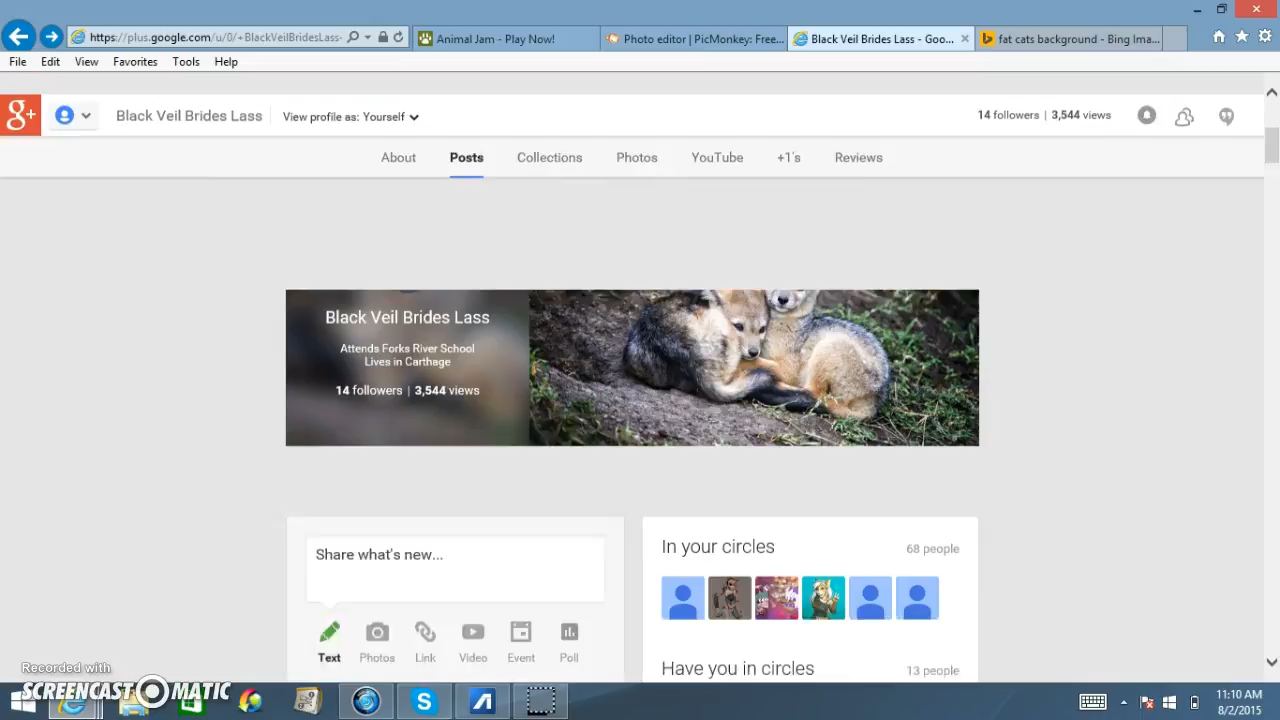 https://plus.google.com/u/0/+BlackVeilBridesLass-
Animal Jam - Play Now!
Photo editor | PicMonkey: Free...
Black Veil Brides Lass - Goo...
fat cats background - Bing Ima...
File Edit View Favorites Tools Help
g+
Black Veil Brides Lass
View profile as: Yourself
14 followers | 3,544 views
About Posts Collections Photos YouTube +1's Reviews
Black Veil Brides Lass
Attends Forks River School
Lives in Carthage
14 followers | 3,544 views
Share what's new...
Text Photos Link Video Event Poll
In your circles 68 people
Have you in circles 13 people
Recorded with
SCREENCAST MATIC
11:10 AM
8/2/2015